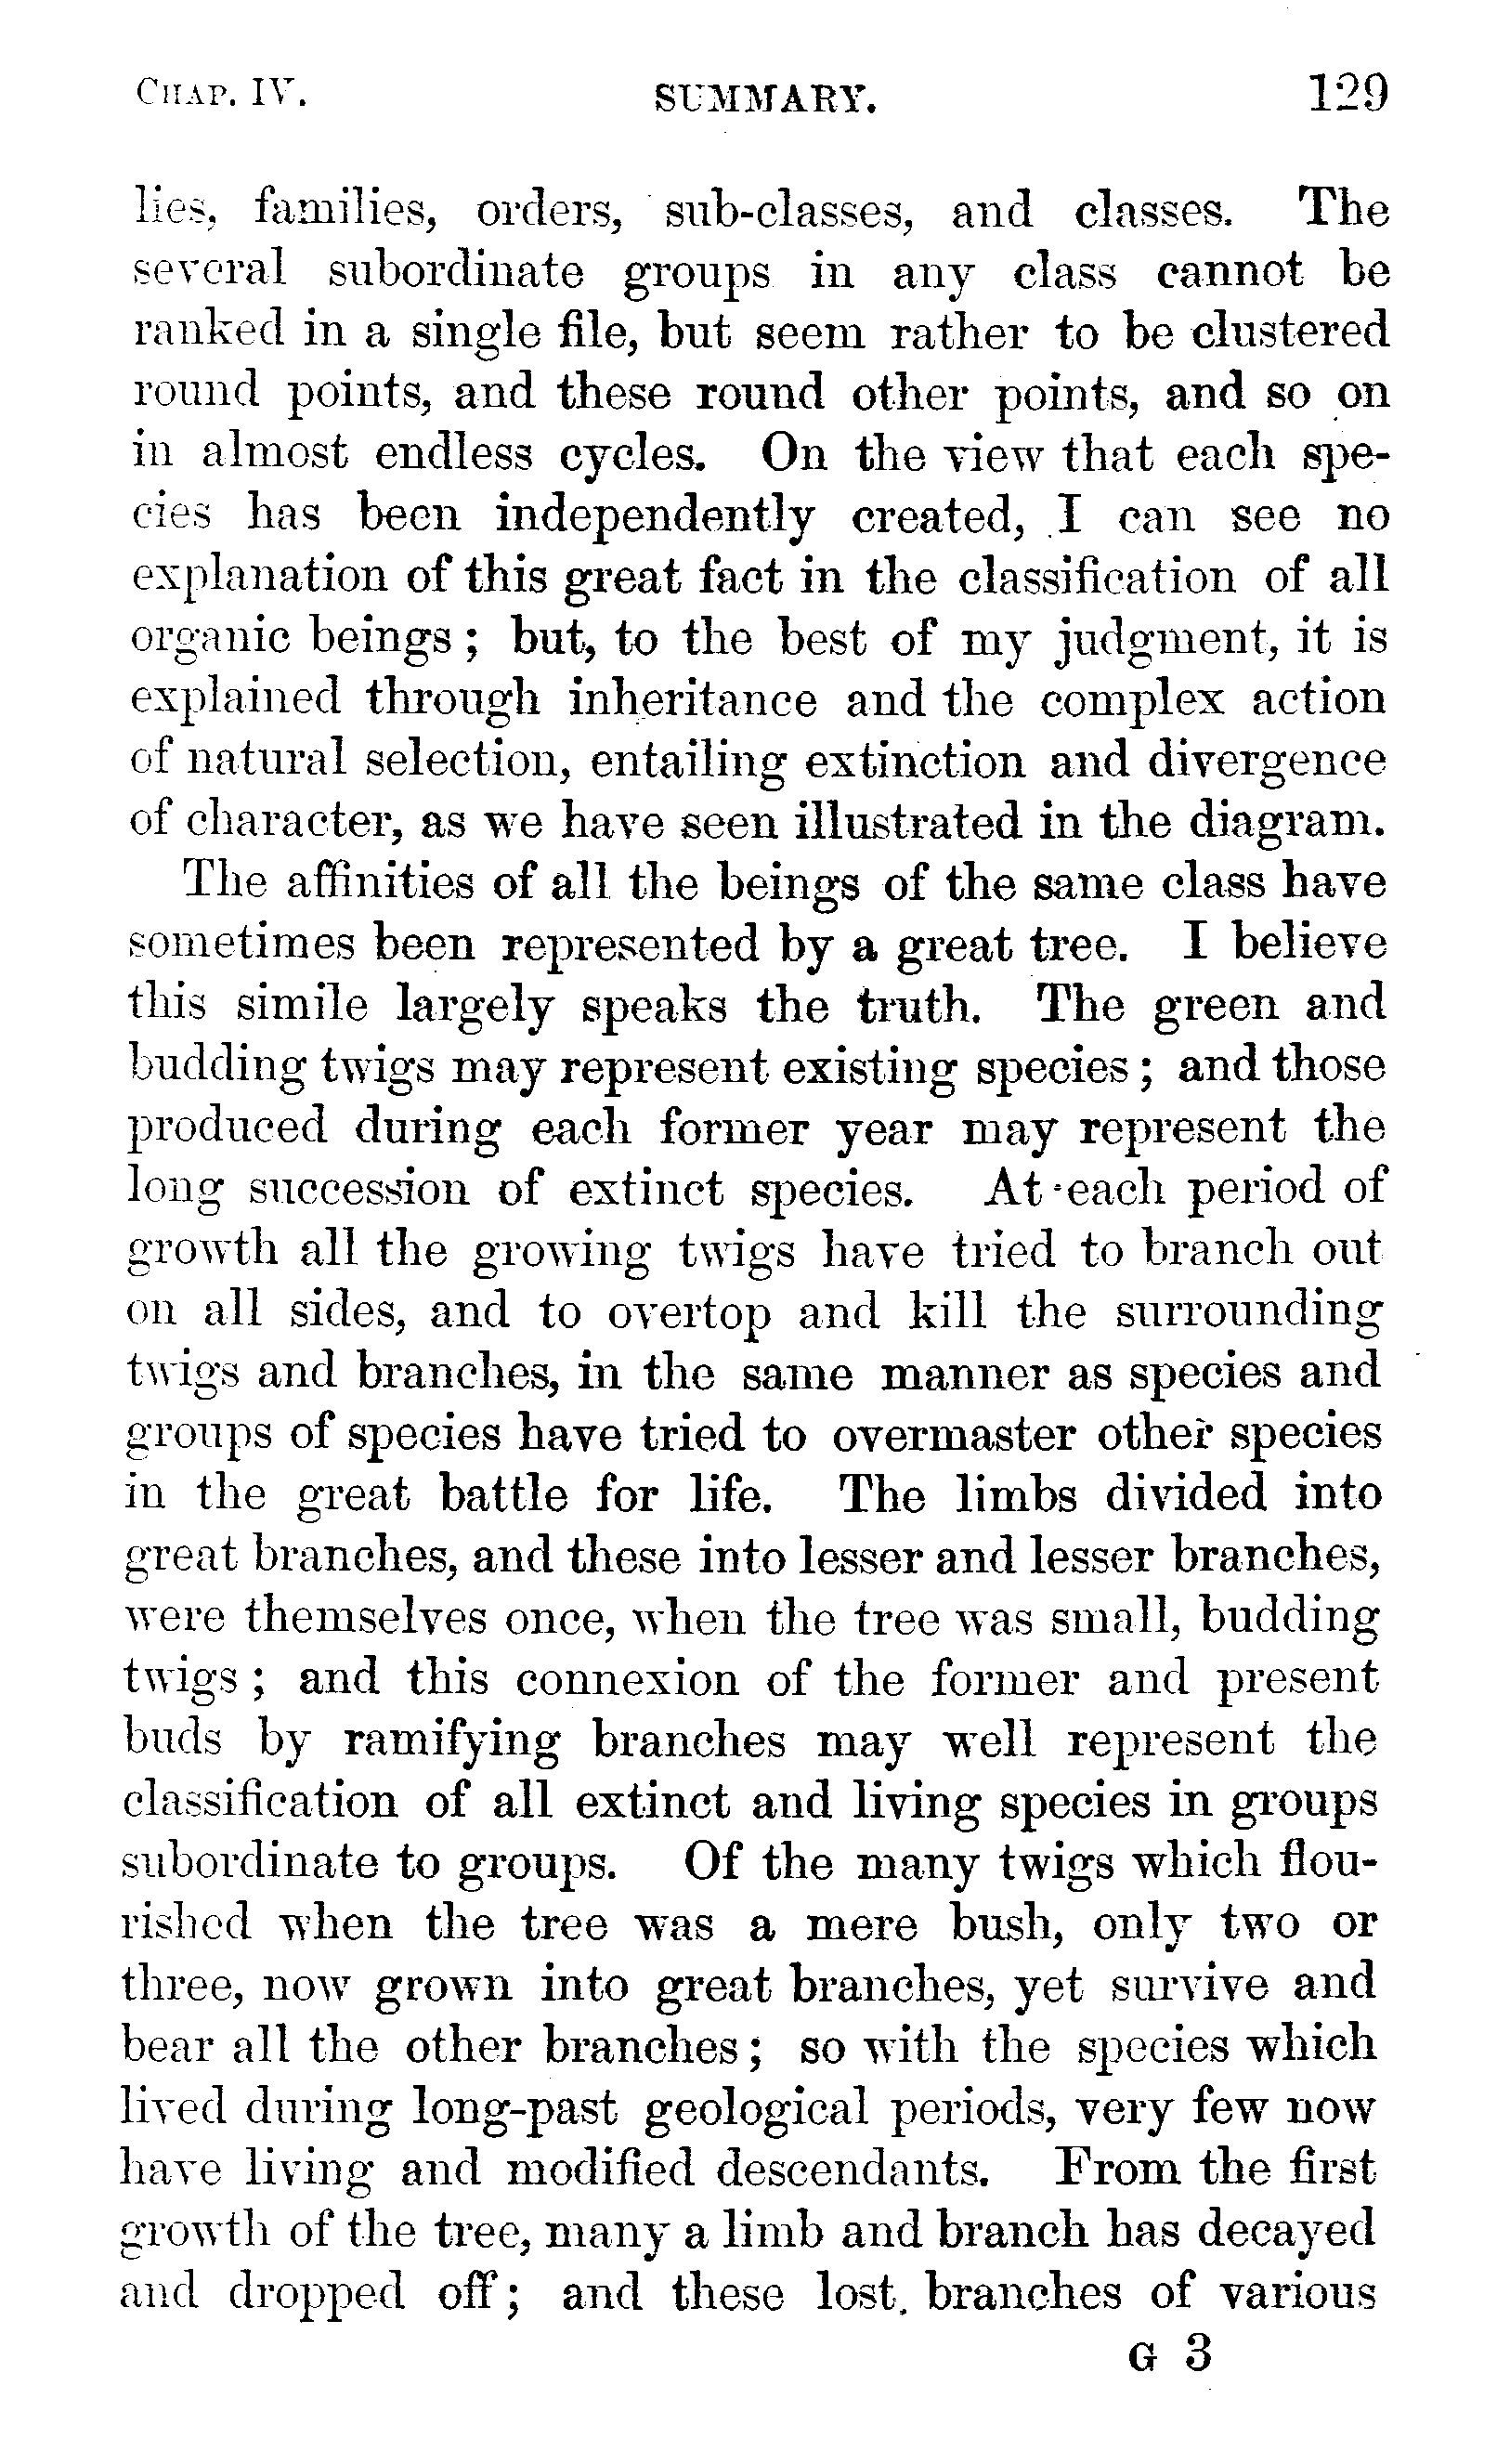 CHAP. IV. SUMMARY. 129
lies, families, orders, sub-classes, and classes. The
several subordinate groups in any class cannot be
ranked in a single file, but seem rather to be clustered
round points, and these round other points, and so on
in almost endless cycles. On the view that each spe-
cies has been independently created, I can see no
explanation of this great fact in the classification of all
organic beings; but, to the best of my judgment, it is
explained through inheritance and the complex action
of natural selection, entailing extinction and divergence
of character, as we have seen illustrated in the diagram.
The affinities of all the beings of the same class have
sometimes been represented by a great tree. I believe
this simile largely speaks the truth. The green and
budding twigs may represent existing species; and those
produced during each former year may represent the
long succession of extinct species. At each period of
growth all the growing twigs have tried to branch out
on all sides, and to overtop and kill the surrounding
twigs and branches, in the same manner as species and
groups of species have tried to overmaster other species
in the great battle for life. The limbs divided into
great branches, and these into lesser and lesser branches,
were themselves once, when the tree was small, budding
twigs; and this connexion of the former and present
buds by ramifying branches may well represent the
classification of all extinct and living species in groups
subordinate to groups. Of the many twigs which flou-
rished when the tree was a mere bush, only two or
three, now grown into great branches, yet survive and
bear all the other branches; so with the species which
lived during long-past geological periods, very few now
have living and modified descendants. From the first
growth of the tree, many a limb and branch has decayed
and dropped off; and these lost branches of various
G 3